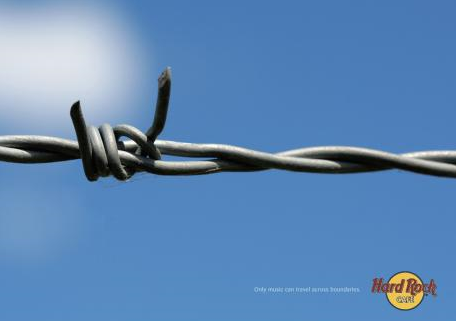 Only music can travel across boundaries.
Hard Rock
CAFE